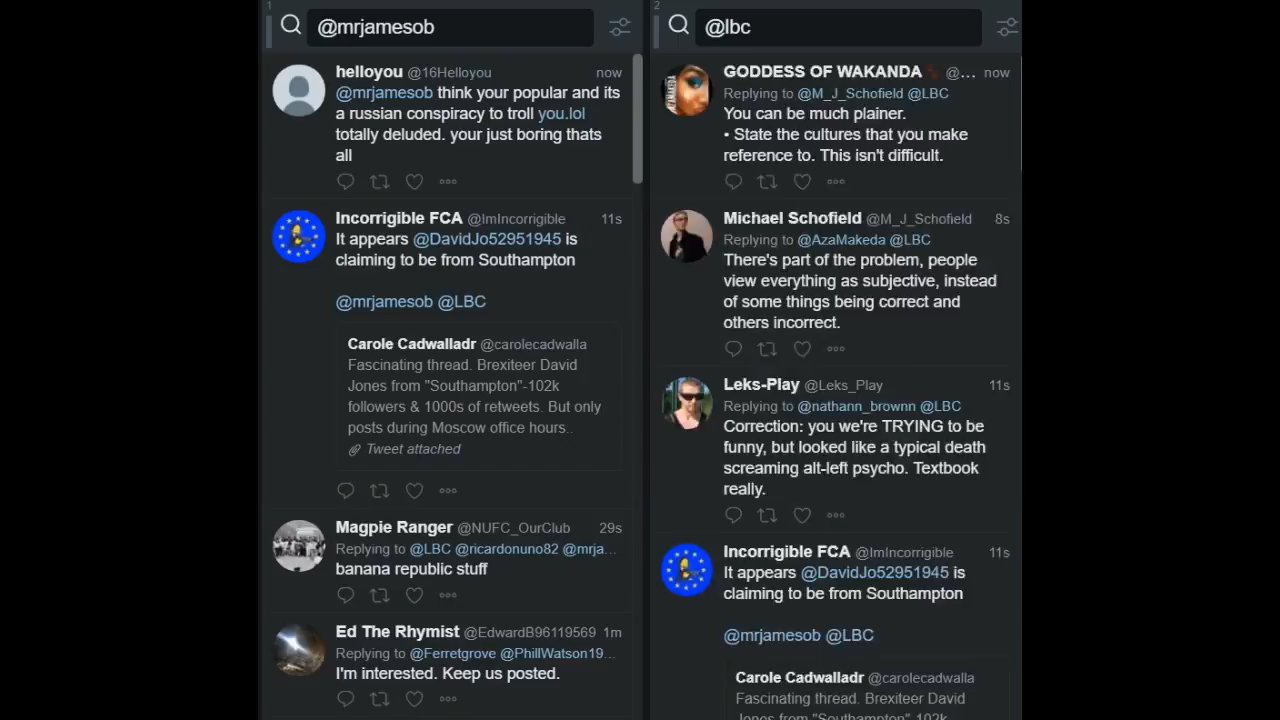 1
@mrjamesob
helloyou @16Helloyou now
@mrjamesob think your popular and its
a russian conspiracy to troll you.lol
totally deluded. your just boring thats
all
Incorrigible FCA @ImIncorrigible 11s
It appears @DavidJo52951945 is
claiming to be from Southampton
@mrjamesob @LBC
Carole Cadwalladr @carolecadwalla
Fascinating thread. Brexiteer David
Jones from "Southampton"-102k
followers & 1000s of retweets. But only
posts during Moscow office hours..
Tweet attached
Magpie Ranger @NUFC_OurClub 29s
Replying to @LBC @ricardonuno82 @mrja...
banana republic stuff
Ed The Rhymist @EdwardB96119569 1m
Replying to @Ferretgrove @PhillWatson19...
I'm interested. Keep us posted.
2
@lbc
GODDESS OF WAKANDA @... now
Replying to @M_J_Schofield @LBC
You can be much plainer.
• State the cultures that you make
reference to. This isn't difficult.
Michael Schofield @M_J_Schofield 8s
Replying to @AzaMakeda @LBC
There's part of the problem, people
view everything as subjective, instead
of some things being correct and
others incorrect.
Leks-Play @Leks_Play 11s
Replying to @nathann_brownn @LBC
Correction: you we're TRYING to be
funny, but looked like a typical death
screaming alt-left psycho. Textbook
really.
Incorrigible FCA @ImIncorrigible 11s
It appears @DavidJo52951945 is
claiming to be from Southampton
@mrjamesob @LBC
Carole Cadwalladr @carolecadwalla
Fascinating thread. Brexiteer David
Jones from "Southampton"-102k